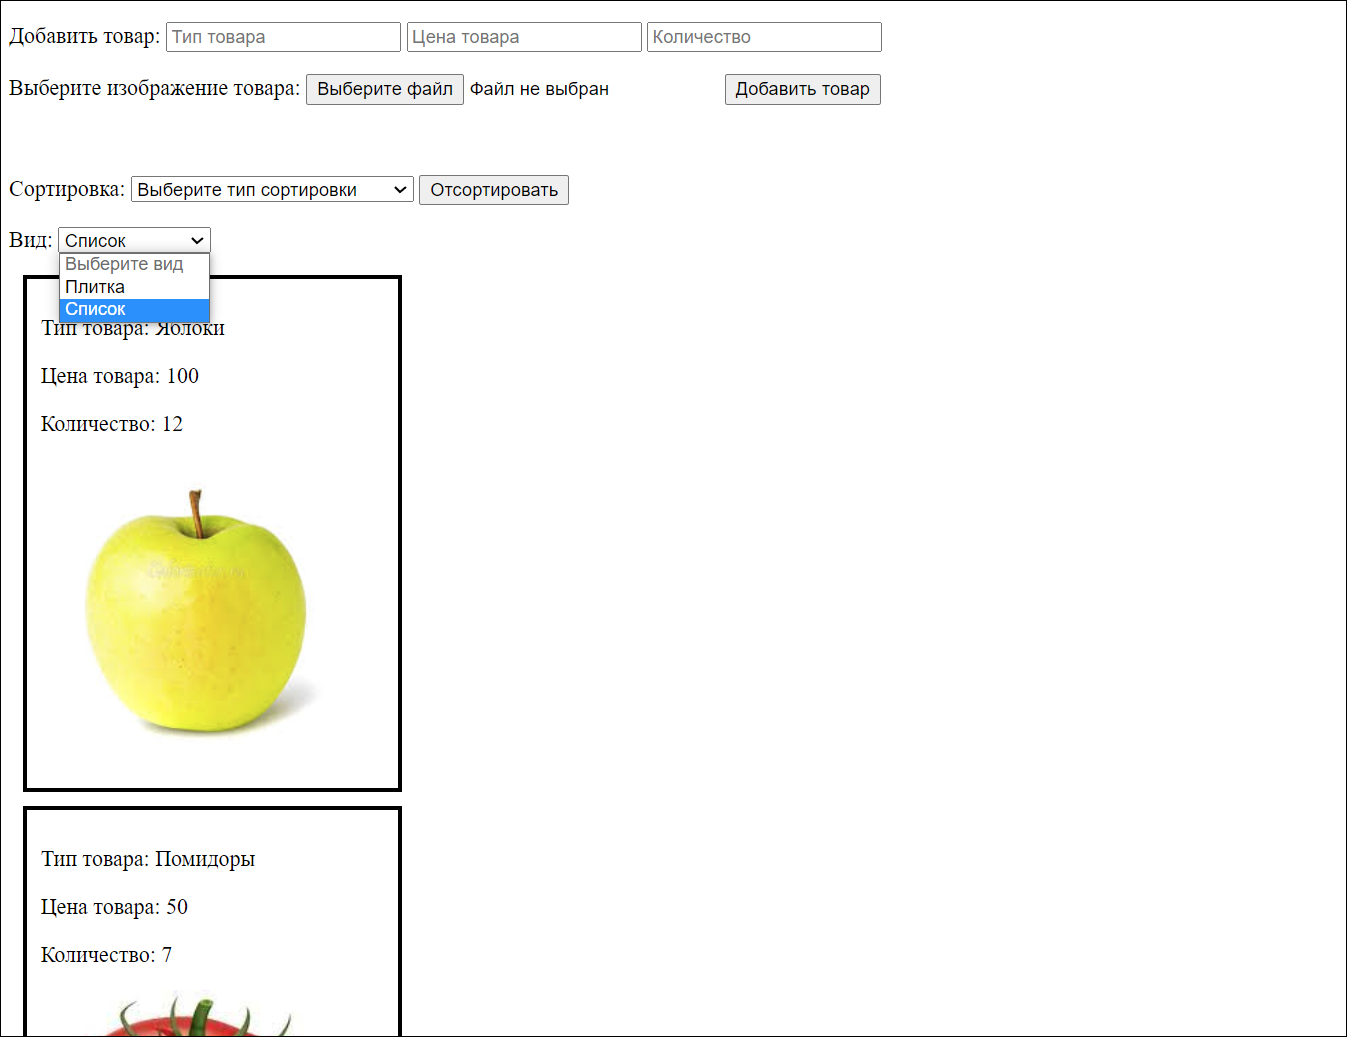 Добавить товар: Тип товара Цена товара Количество
Выберите изображение товара: Выберите файл Файл не выбран Добавить товар
Сортировка: Выберите тип сортировки Отсортировать
Вид: Список
Выберите вид
Плитка
Список
Тип товара: Яблоки
Цена товара: 100
Количество: 12
Тип товара: Помидоры
Цена товара: 50
Количество: 7